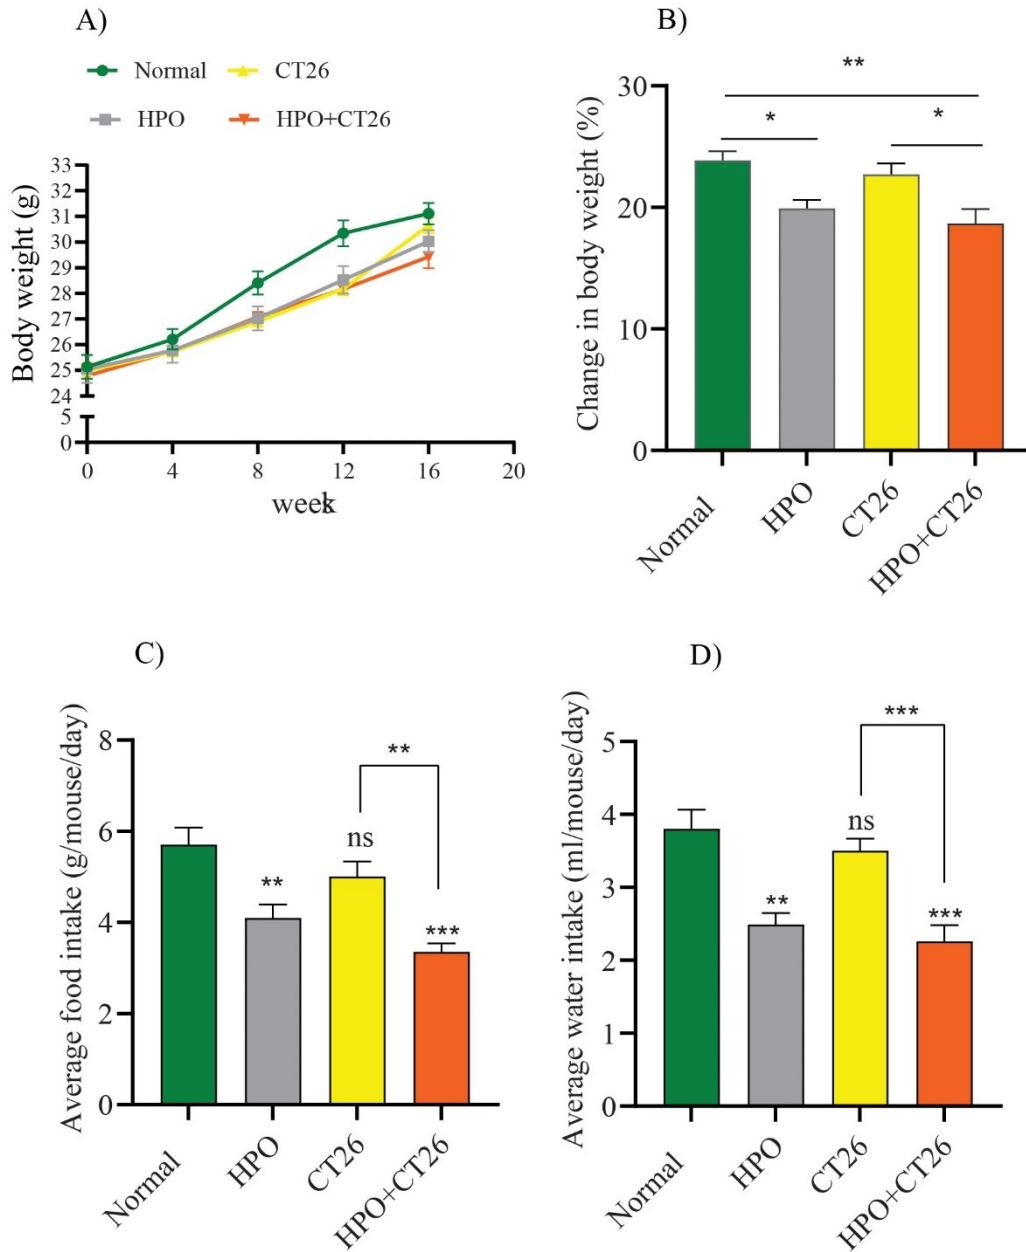 A)
Normal
CT26
HPO
HPO+CT26
Body weight (g)
33
32
31
30
29
28
27
26
25
24
5
0
0 4 8 12 16 20
week
B)
Change in body weight (%)
30
20
10
0
**
*
*
Normal
HPO
CT26
HPO+CT26
C)
Average food intake (g/mouse/day)
8
6
4
2
0
**
ns
**
***
Normal
HPO
CT26
HPO+CT26
D)
Average water intake (ml/mouse/day)
5
4
3
2
1
0
***
ns
**
***
Normal
HPO
CT26
HPO+CT26